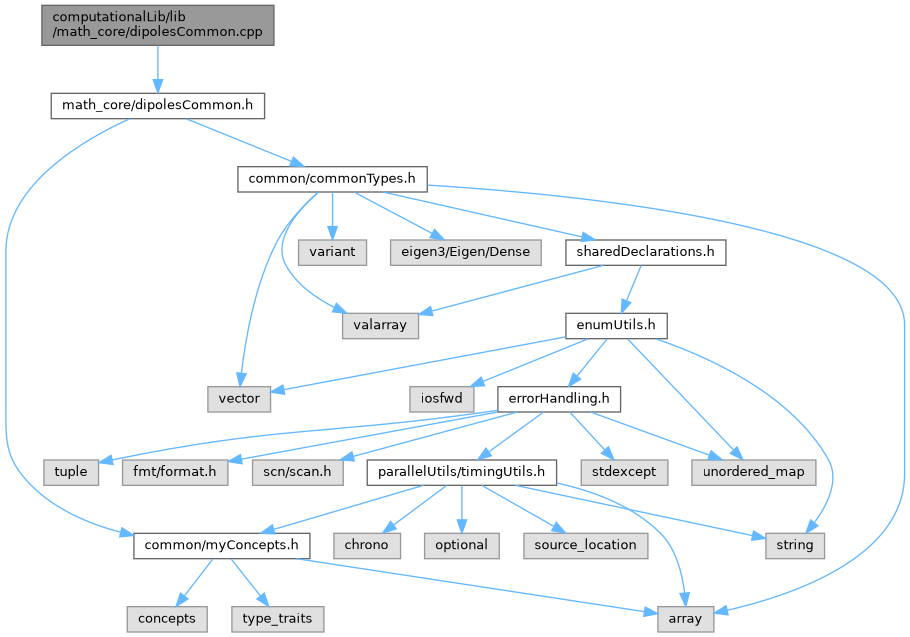 computationalLib/lib
/math_core/dipolesCommon.cpp
math_core/dipolesCommon.h
common/commonTypes.h
variant
eigen3/Eigen/Dense
sharedDeclarations.h
valarray
enumUtils.h
vector
iosfwd
errorHandling.h
tuple
fmt/format.h
scn/scan.h
parallelUtils/timingUtils.h
stdexcept
unordered_map
common/myConcepts.h
chrono
optional
source_location
string
concepts
type_traits
array